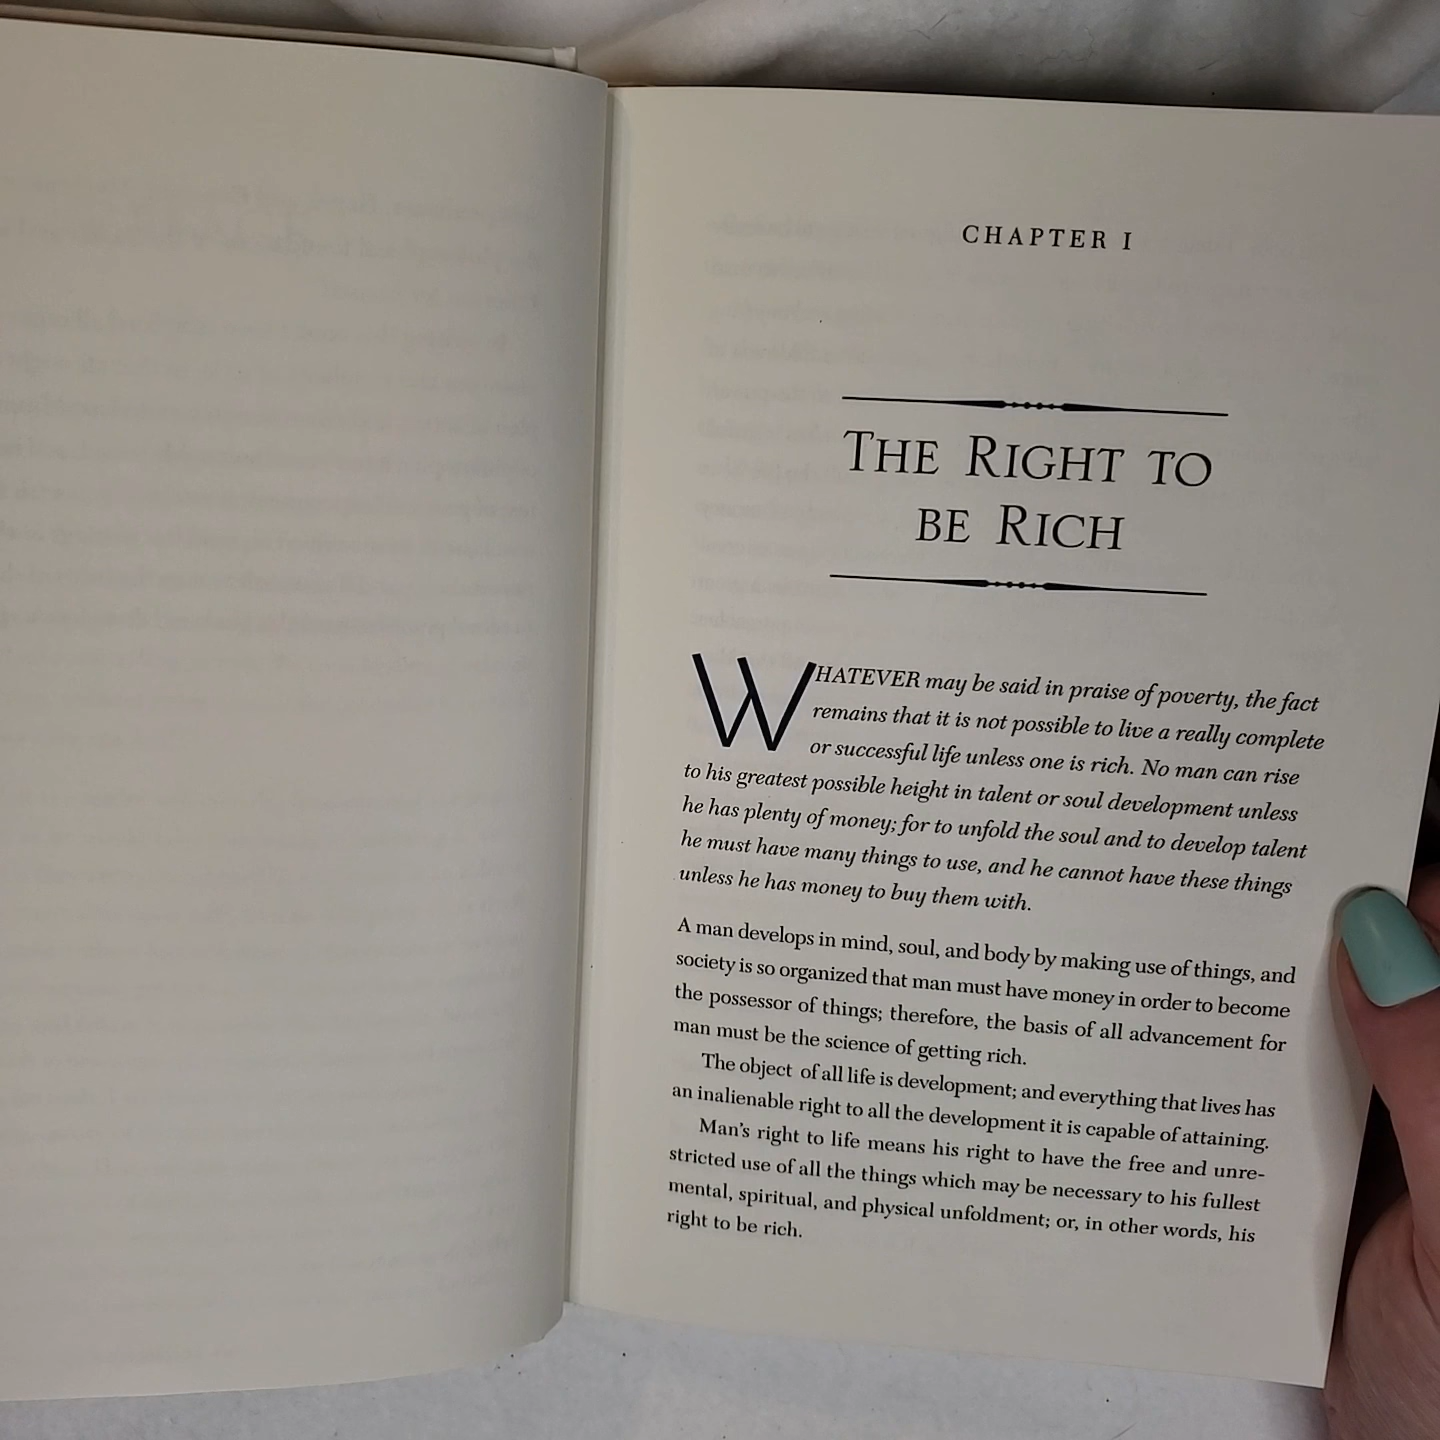 CHAPTER I
THE RIGHT TO
BE RICH
WHATEVER may be said in praise of poverty, the fact
remains that it is not possible to live a really complete
or successful life unless one is rich. No man can rise
to his greatest possible height in talent or soul development unless
he has plenty of money; for to unfold the soul and to develop talent
he must have many things to use, and he cannot have these things
unless he has money to buy them with.
A man develops in mind, soul, and body by making use of things, and
society is so organized that man must have money in order to become
the possessor of things; therefore, the basis of all advancement for
man must be the science of getting rich.
The object of all life is development; and everything that lives has
an inalienable right to all the development it is capable of attaining.
Man's right to life means his right to have the free and unre-
stricted use of all the things which may be necessary to his fullest
mental, spiritual, and physical unfoldment; or, in other words, his
right to be rich.